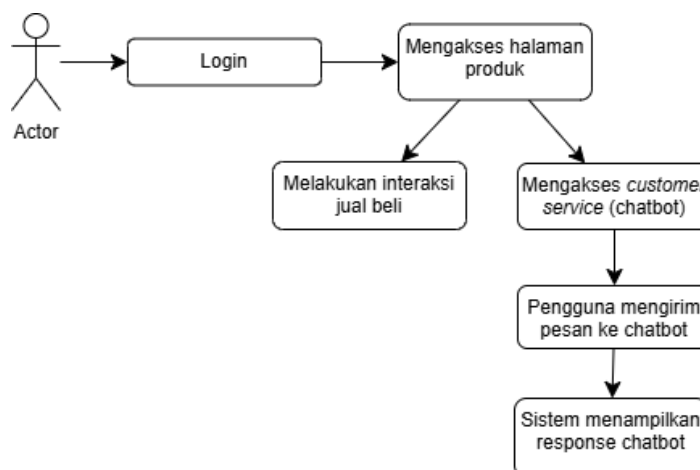 Login
Mengakses halaman
produk
Actor
Melakukan interaksi
jual beli
Mengakses customer
service (chatbot)
Pengguna mengirim
pesan ke chatbot
Sistem menampilkan
response chatbot